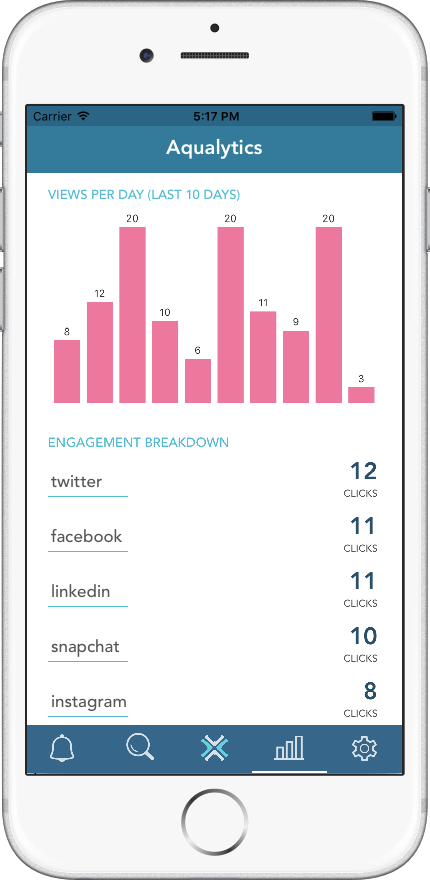 Carrier 5:17 PM
Aqualytics
VIEWS PER DAY (LAST 10 DAYS)
8 12 20 10 6 20 11 9 20 3
ENGAGEMENT BREAKDOWN
twitter 12
CLICKS
facebook 11
CLICKS
linkedin 11
CLICKS
snapchat 10
CLICKS
instagram 8
CLICKS